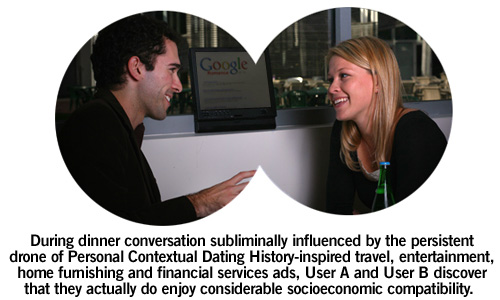 Google
During dinner conversation subliminally influenced by the persistent
drone of Personal Contextual Dating History-inspired travel, entertainment,
home furnishing and financial services ads, User A and User B discover
that they actually do enjoy considerable socioeconomic compatibility.